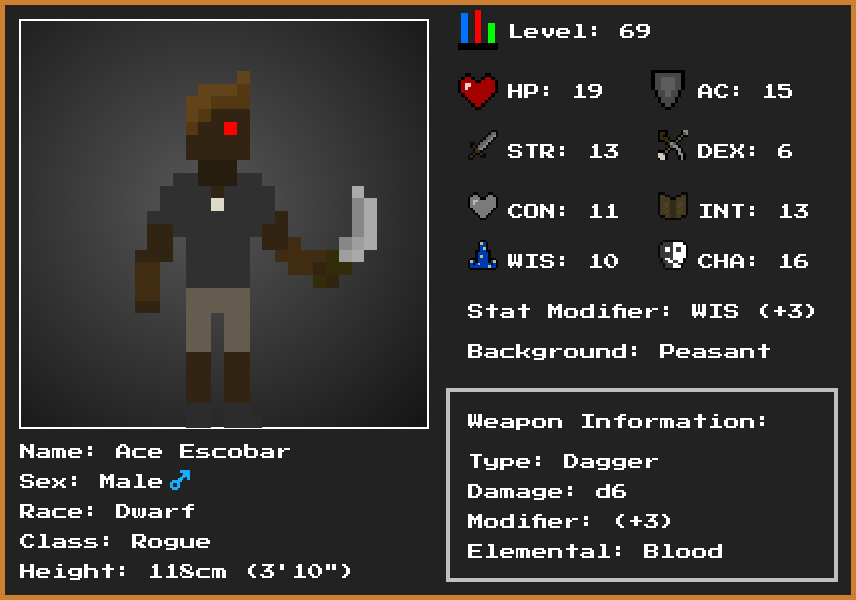 Level: 69
HP: 19 AC: 15
STR: 13 DEX: 6
CON: 11 INT: 13
WIS: 10 CHA: 16
Stat Modifier: WIS (+3)
Background: Peasant
Weapon Information:
Type: Dagger
Damage: d6
Modifier: (+3)
Elemental: Blood
Name: Ace Escobar
Sex: Male ♂
Race: Dwarf
Class: Rogue
Height: 118cm (3'10")